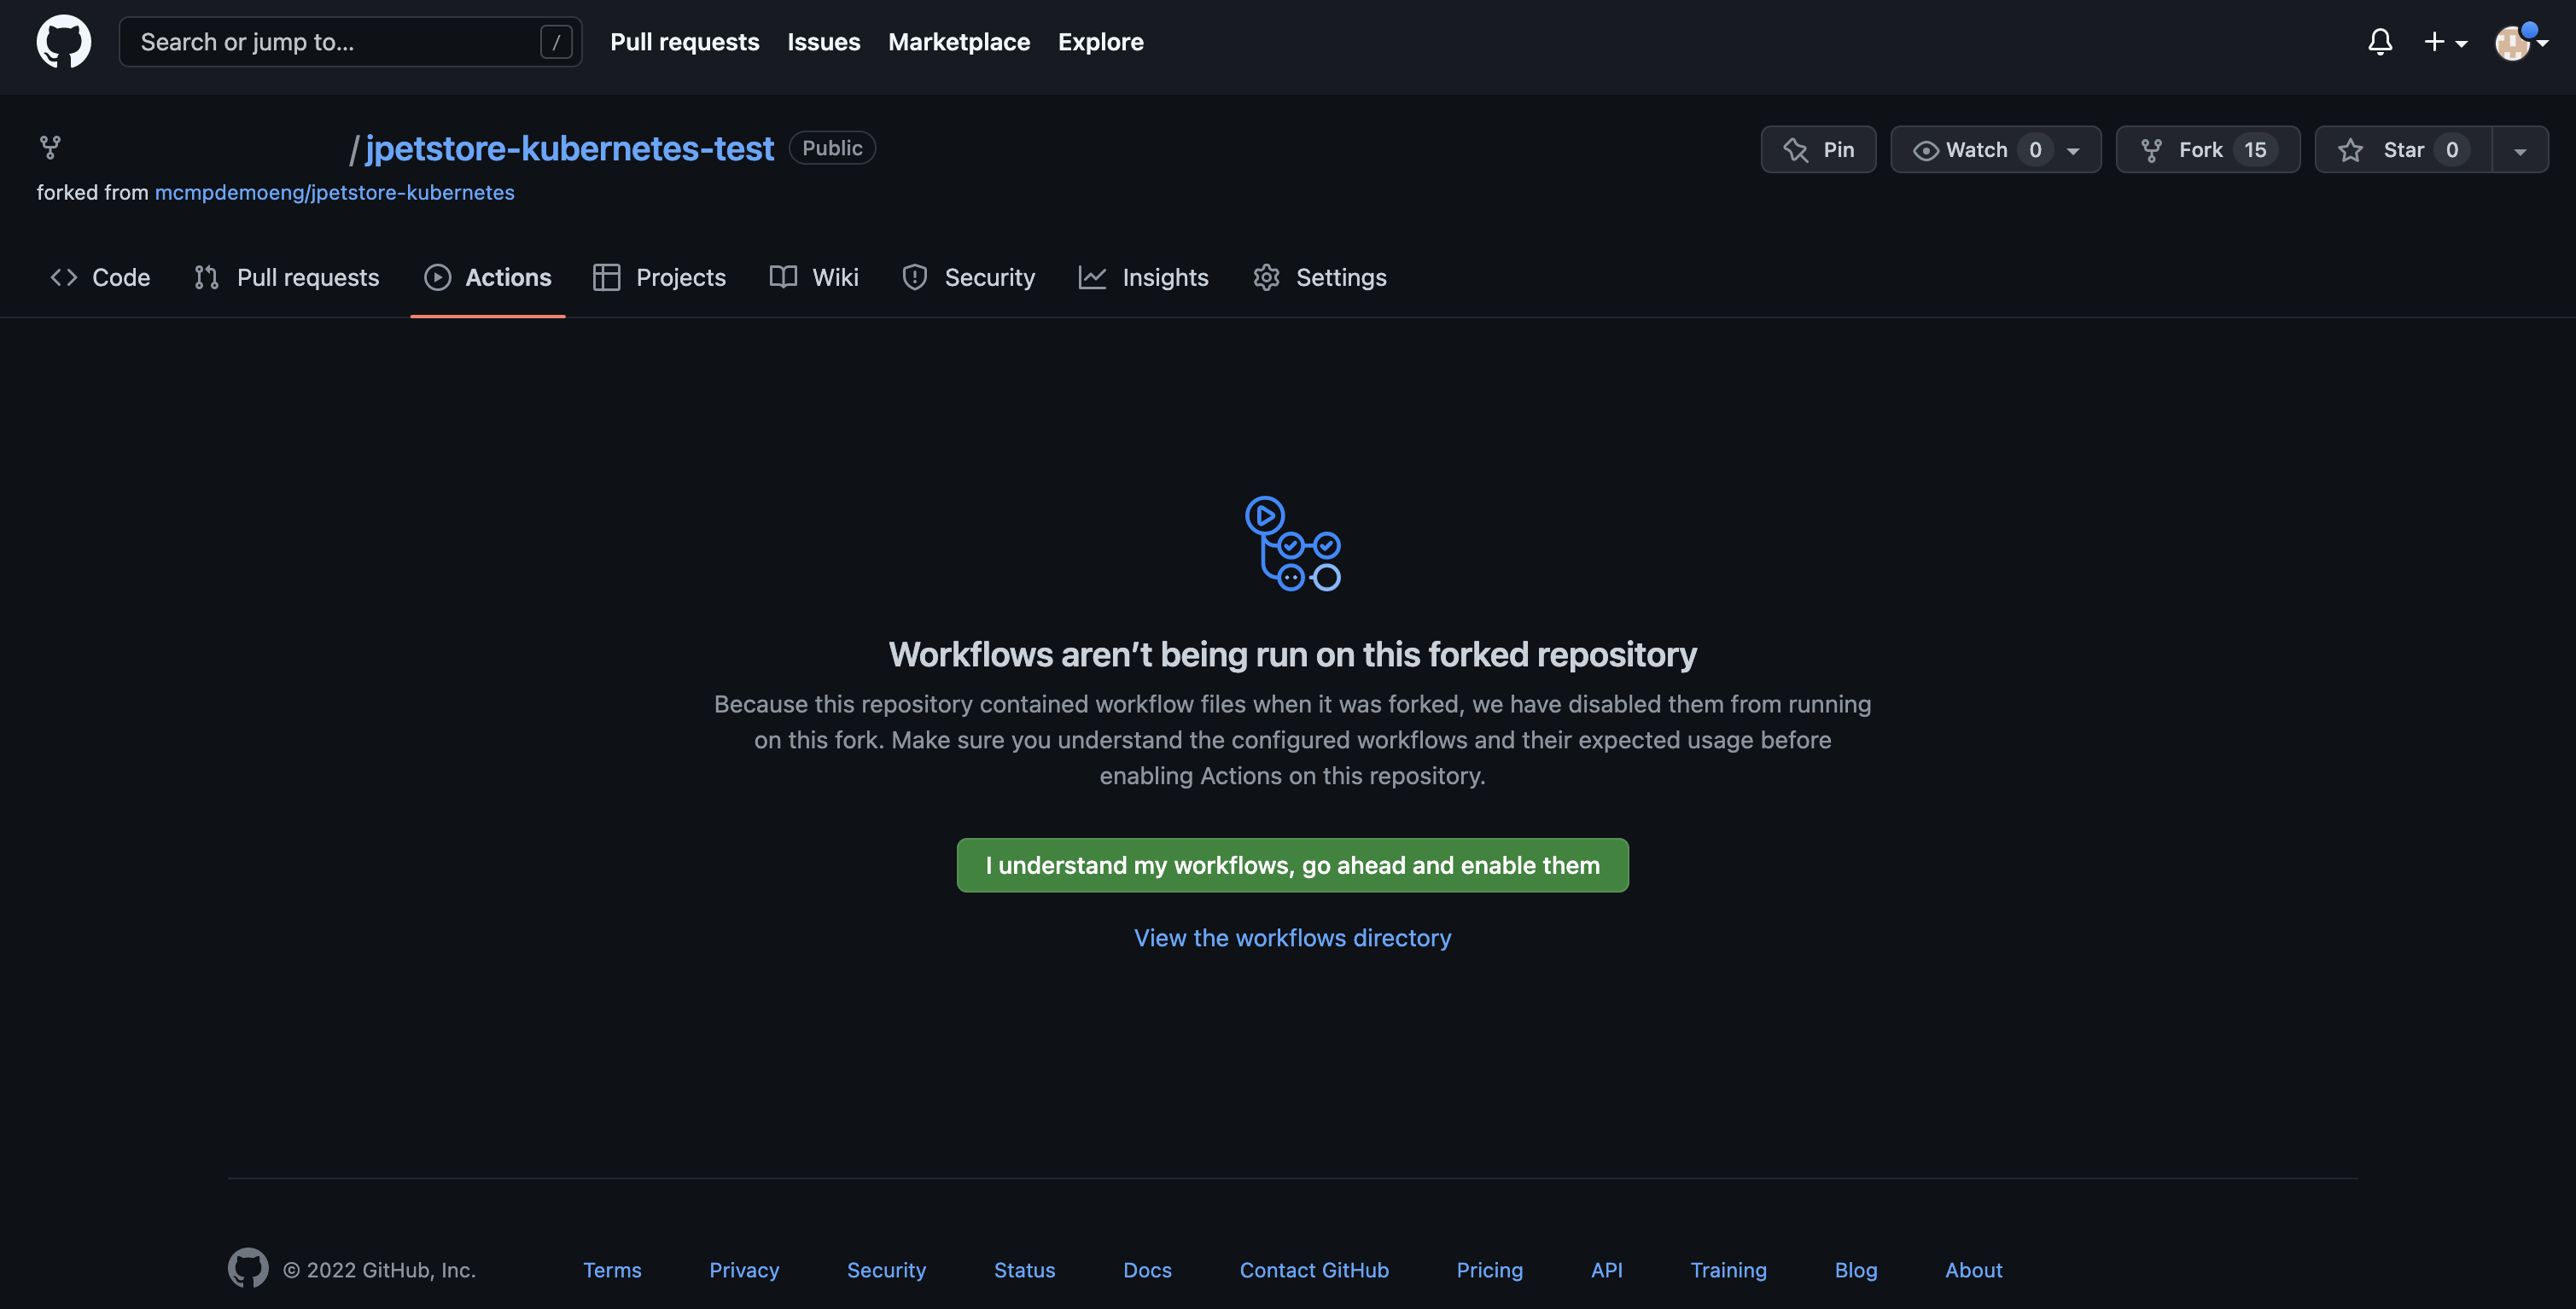 Search or jump to... / Pull requests Issues Marketplace Explore
/ jpetstore-kubernetes-test Public Pin Watch 0 Fork 15 Star 0
forked from mcmpdemoeng/jpetstore-kubernetes
Code Pull requests Actions Projects Wiki Security Insights Settings
Workflows aren’t being run on this forked repository
Because this repository contained workflow files when it was forked, we have disabled them from running
on this fork. Make sure you understand the configured workflows and their expected usage before
enabling Actions on this repository.
I understand my workflows, go ahead and enable them
View the workflows directory
© 2022 GitHub, Inc. Terms Privacy Security Status Docs Contact GitHub Pricing API Training Blog About